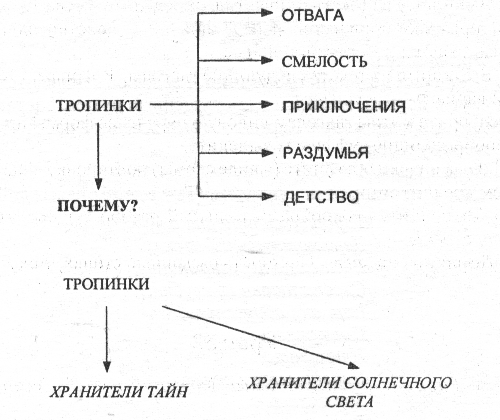 ОТВАГА
СМЕЛОСТЬ
ТРОПИНКИ
ПРИКЛЮЧЕНИЯ
РАЗДУМЬЯ
ПОЧЕМУ?
ДЕТСТВО
ТРОПИНКИ
ХРАНИТЕЛИ ТАЙН
ХРАНИТЕЛИ СОЛНЕЧНОГО
СВЕТА